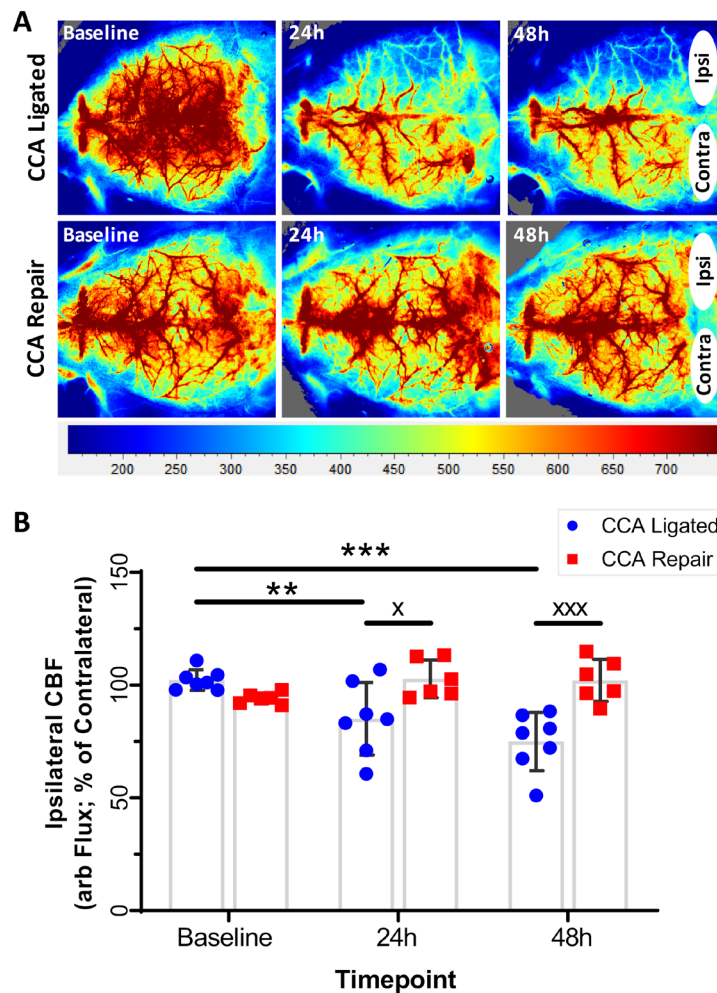 A
Baseline
24h
48h
Ipsi
Contra
CCA Ligated
Baseline
24h
48h
Ipsi
Contra
CCA Repair
200 250 300 350 400 450 500 550 600 650 700
B
CCA Ligated
CCA Repair
***
**
x
xxx
150
100
50
0
Ipsilateral CBF
(arb Flux; % of Contralateral)
Baseline 24h 48h
Timepoint